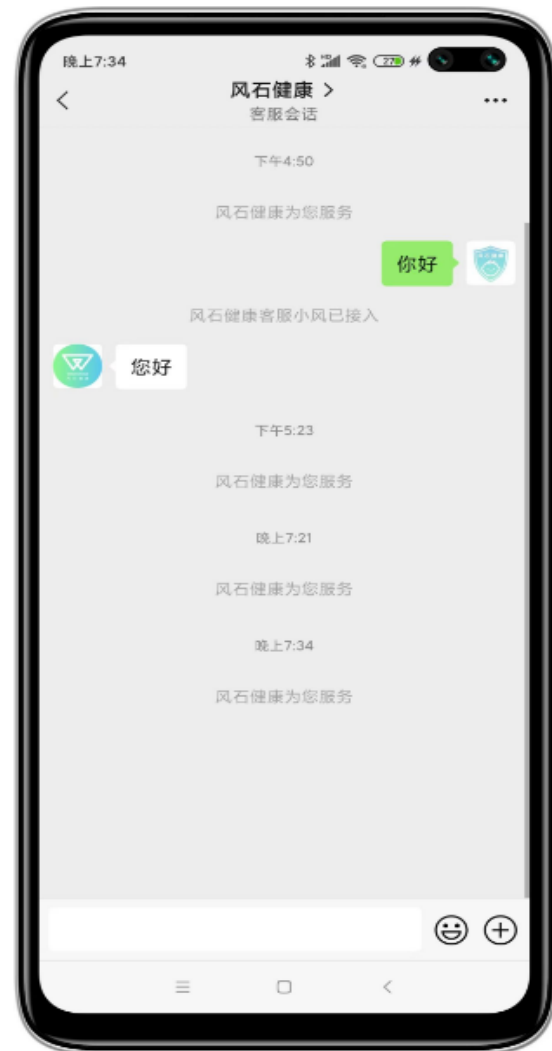 晚上7:34
27
风石健康 >
客服会话
下午4:50
风石健康为您服务
你好
风石健康客服小风已接入
您好
下午5:23
风石健康为您服务
晚上7:21
风石健康为您服务
晚上7:34
风石健康为您服务